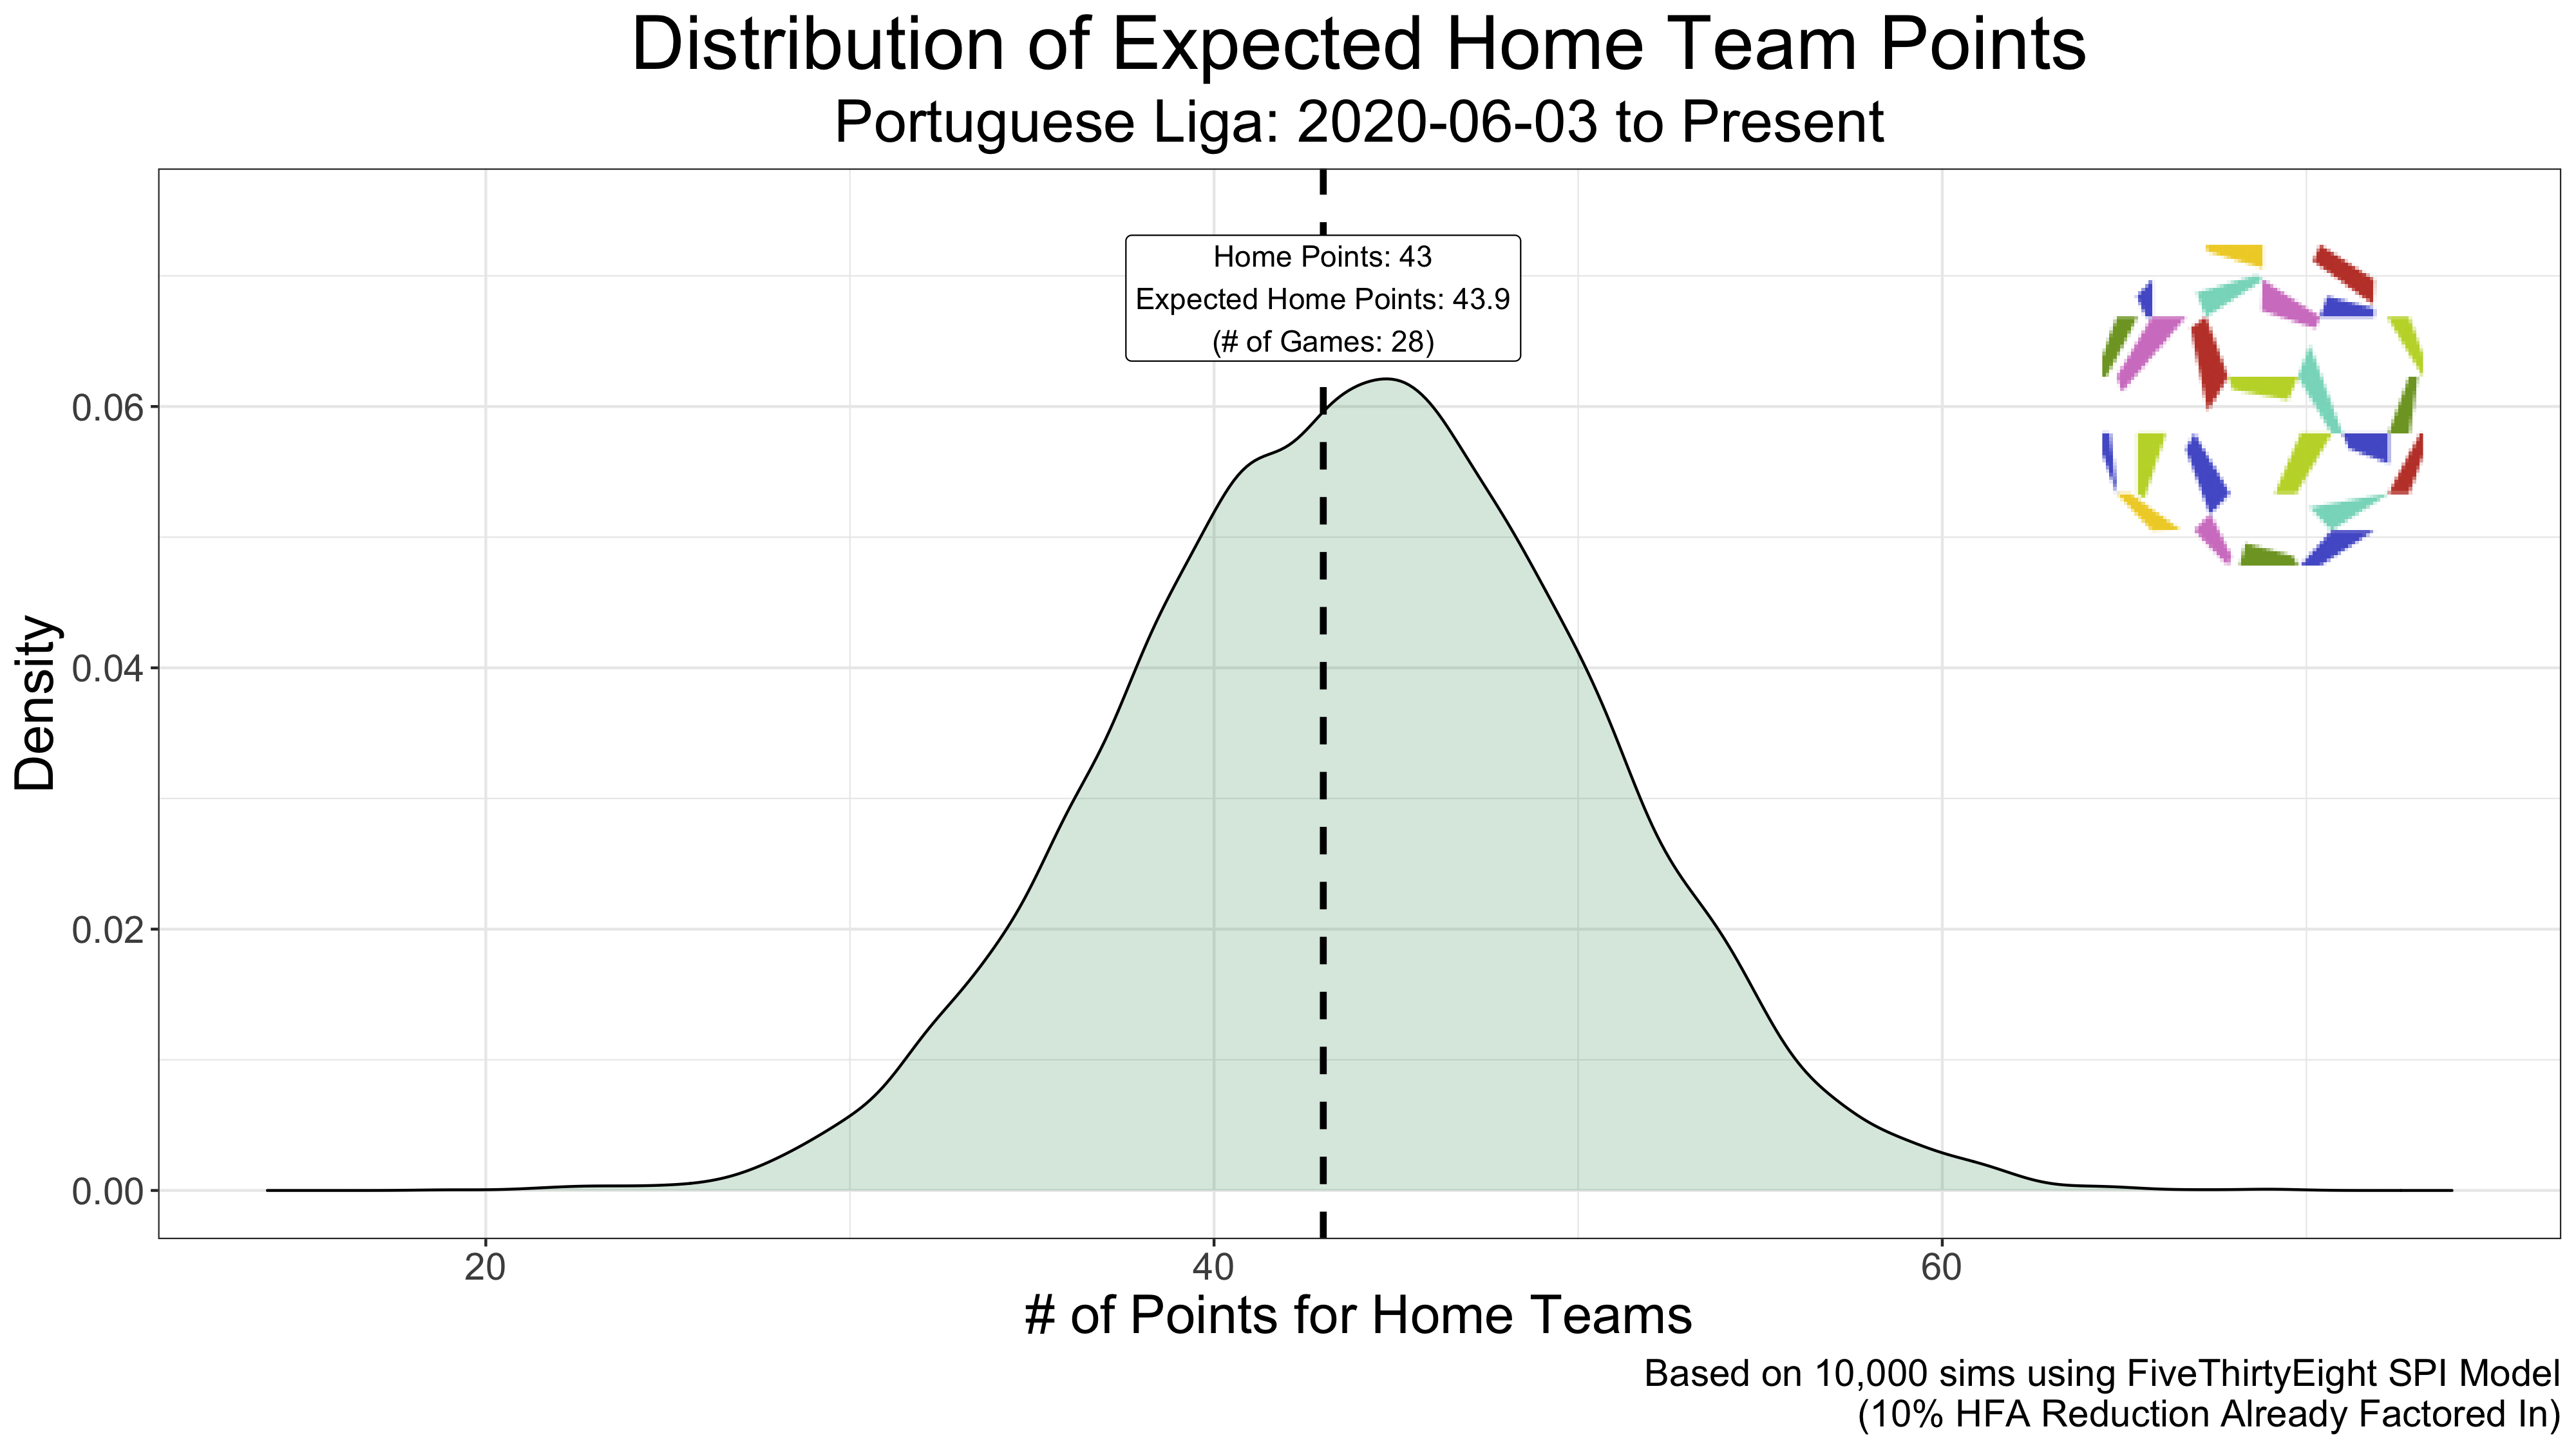 Distribution of Expected Home Team Points
Portuguese Liga: 2020-06-03 to Present
Home Points: 43
Expected Home Points: 43.9
(# of Games: 28)
0.06
0.04
0.02
0.00
Density
20 40 60
# of Points for Home Teams
Based on 10,000 sims using FiveThirtyEight SPI Model
(10% HFA Reduction Already Factored In)